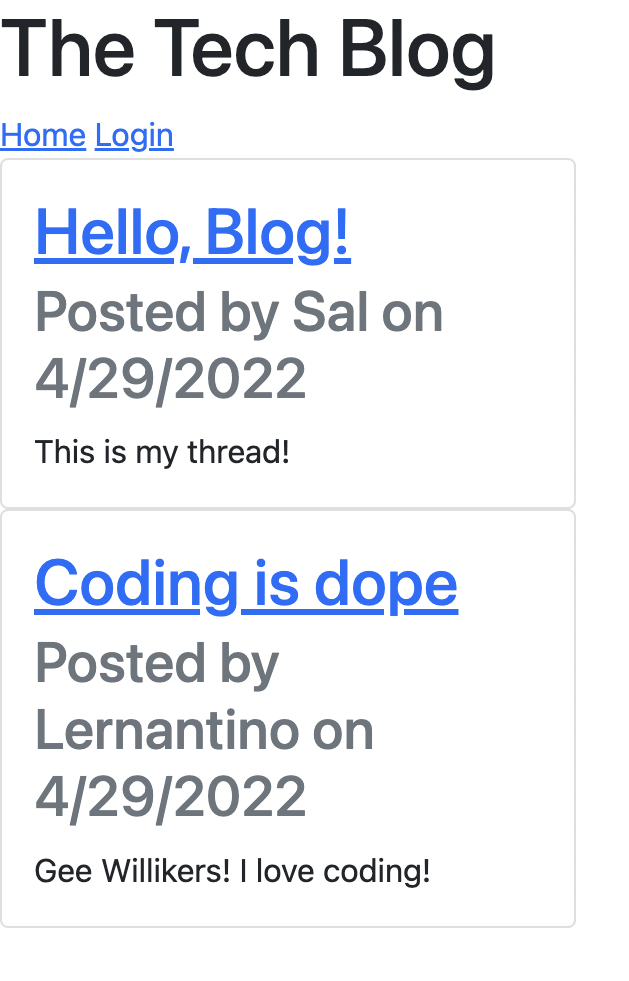 The Tech Blog
Home Login
Hello, Blog!
Posted by Sal on
4/29/2022
This is my thread!
Coding is dope
Posted by
Lernantino on
4/29/2022
Gee Willikers! I love coding!